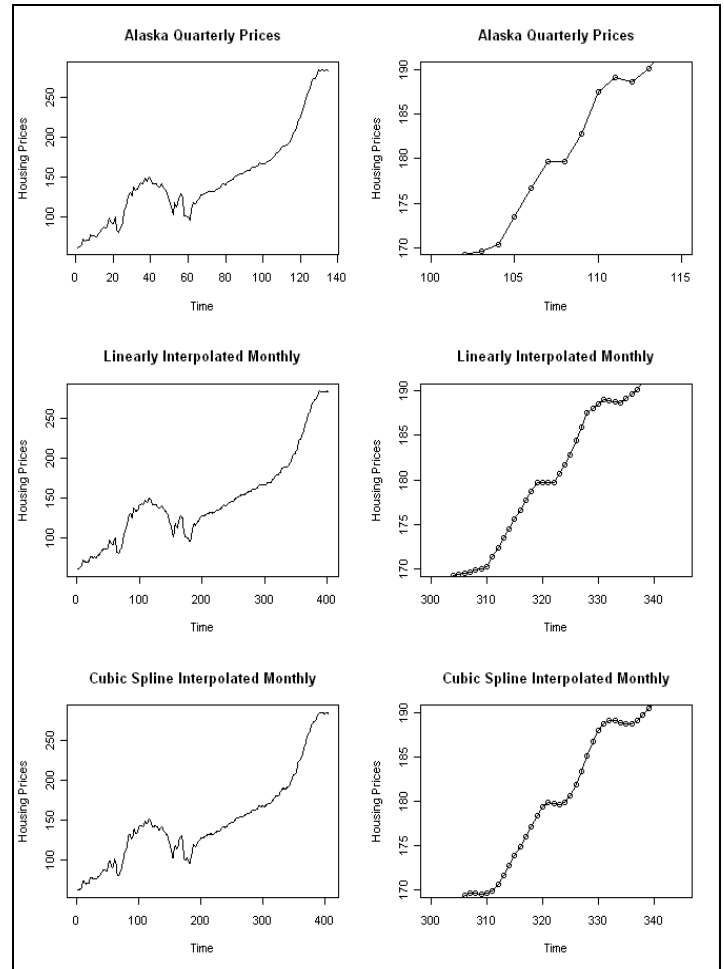 Alaska Quarterly Prices
Housing Prices
100 150 200 250
0 20 40 60 80 100 120 140
Time
Alaska Quarterly Prices
Housing Prices
170 175 180 185 190
100 105 110 115
Time
Linearly Interpolated Monthly
Housing Prices
100 150 200 250
0 100 200 300 400
Time
Linearly Interpolated Monthly
Housing Prices
170 175 180 185 190
300 310 320 330 340
Time
Cubic Spline Interpolated Monthly
Housing Prices
100 150 200 250
0 100 200 300 400
Time
Cubic Spline Interpolated Monthly
Housing Prices
170 175 180 185 190
300 310 320 330 340
Time